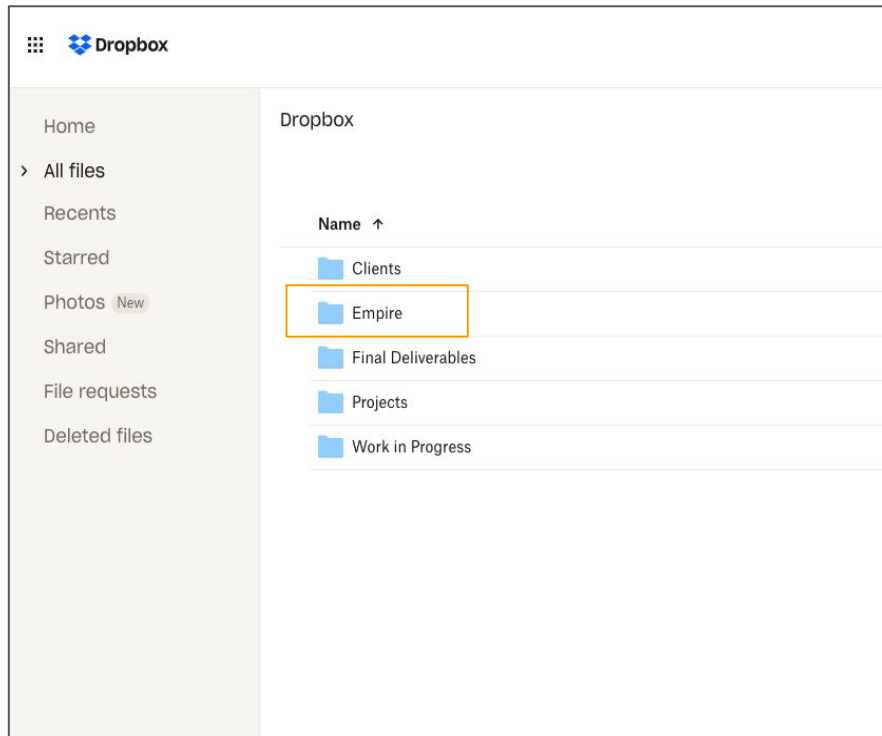 Dropbox
Home
All files
Recents
Starred
Photos New
Shared
File requests
Deleted files
Dropbox
Name ↑
Clients
Empire
Final Deliverables
Projects
Work in Progress